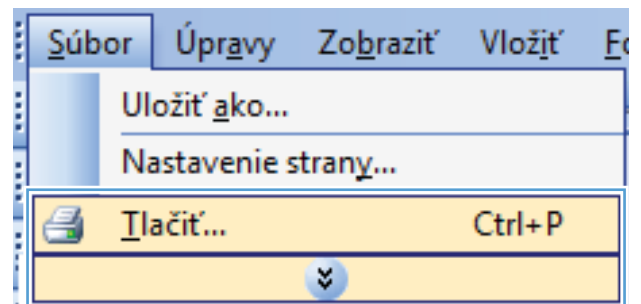 Súbor Úpravy Zobraziť Vložiť
Uložiť ako...
Nastavenie strany...
Tlačiť... Ctrl+P